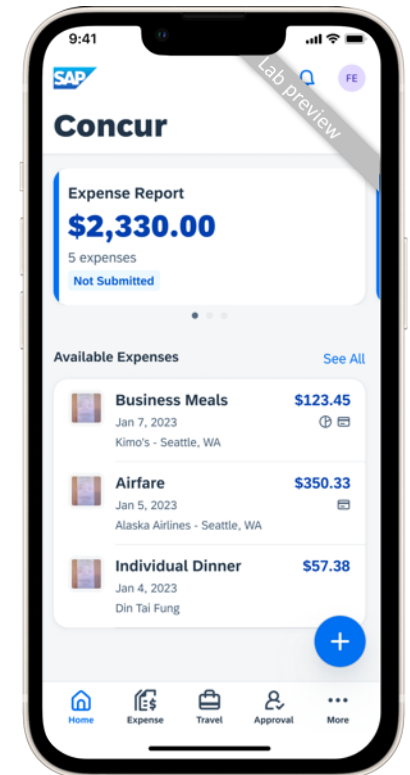 9:41
SAP
FE
Lab preview
Concur
Expense Report
$2,330.00
5 expenses
Not Submitted
Available Expenses
See All
Business Meals
$123.45
Jan 7, 2023
Kimo's - Seattle, WA
Airfare
$350.33
Jan 5, 2023
Alaska Airlines - Seattle, WA
Individual Dinner
$57.38
Jan 4, 2023
Din Tai Fung
Home
Expense
Travel
Approval
More